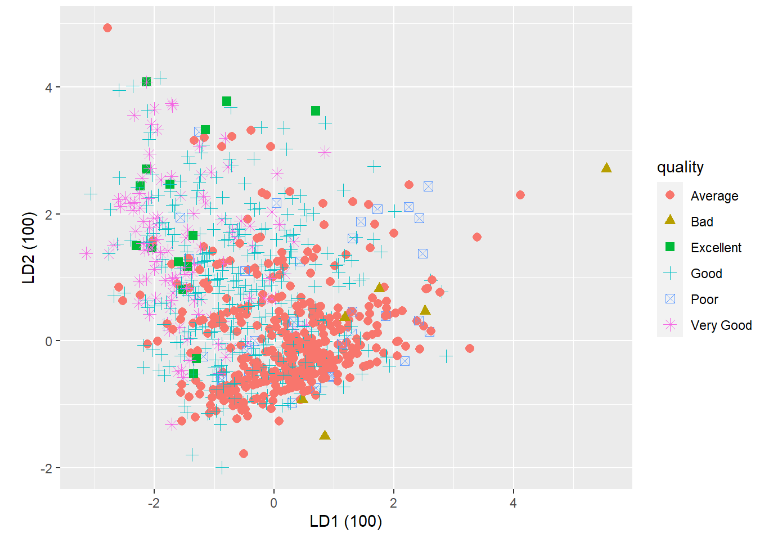 4
2
0
-2
LD2 (100)
-2
0
2
4
LD1 (100)
quality
Average
Bad
Excellent
Good
Poor
Very Good